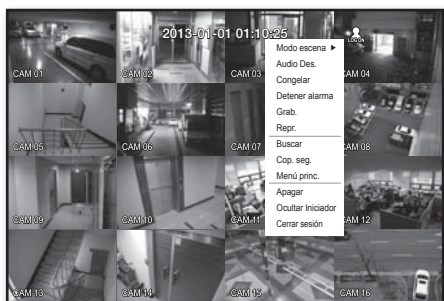 2013-01-01 01:10:25
LOG ON
CAM 01
CAM 02
CAM 03
CAM 04
Modo escena ▶
Audio Des.
Congelar
Detener alarma
Grab.
Repr.
Buscar
Cop. seg.
Menú princ.
Apagar
Ocultar Iniciador
Cerrar sesión
CAM 05
CAM 06
CAM 07
CAM 08
CAM 09
CAM 10
CAM 11
CAM 12
CAM 13
CAM 14
CAM 15
CAM 16